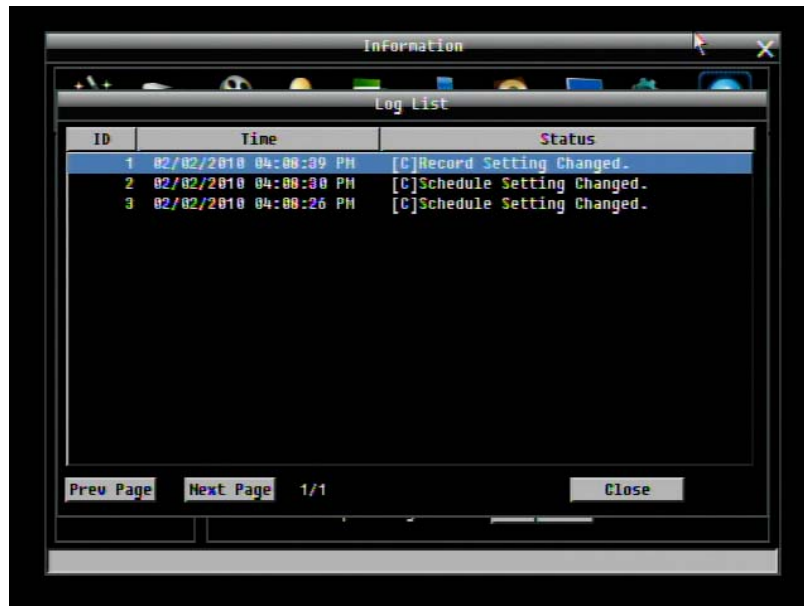 Information
Log List
ID Time Status
1 02/02/2010 04:08:39 PM [C]Record Setting Changed.
2 02/02/2010 04:08:30 PM [C]Schedule Setting Changed.
3 02/02/2010 04:08:26 PM [C]Schedule Setting Changed.
Prev Page Next Page 1/1 Close